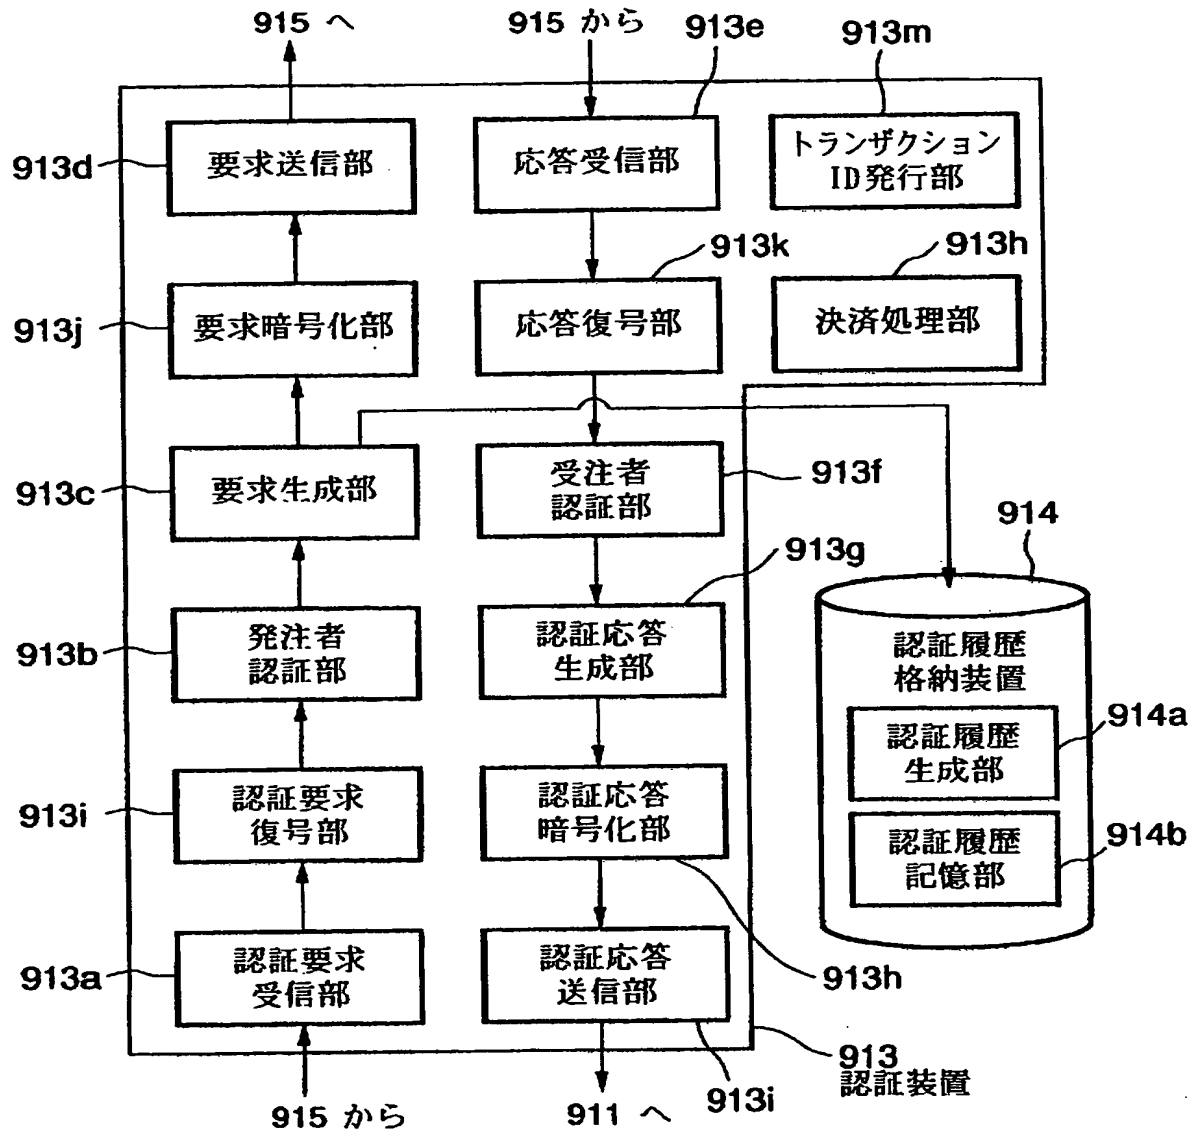 915 へ
915 から
913e
913m
913d
要求送信部
応答受信部
トランザクション
ID発行部
913k
913h
913j
要求暗号化部
応答復号部
決済処理部
913c
要求生成部
受注者
認証部
913f
914
913g
913b
発注者
認証部
認証応答
生成部
認証履歴
格納装置
914a
認証履歴
生成部
913i
認証要求
復号部
認証応答
暗号化部
914b
認証履歴
記憶部
913a
認証要求
受信部
認証応答
送信部
913h
913
認証装置
915 から
911 へ
913i